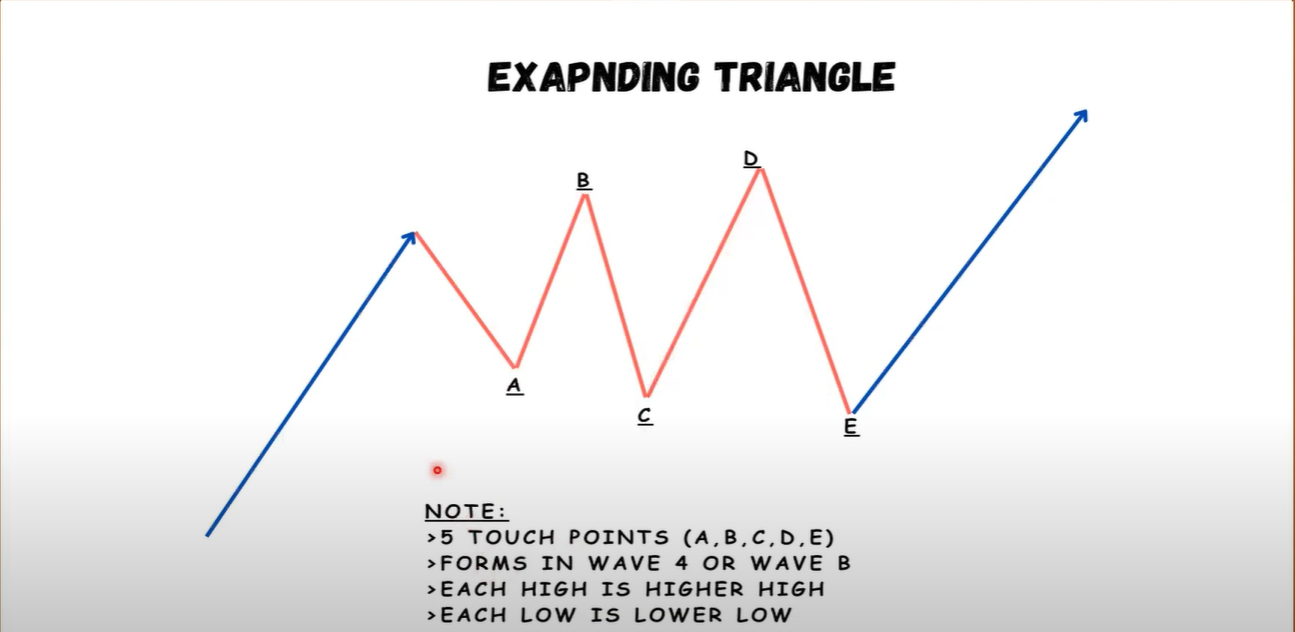 EXAPNDING TRIANGLE
D
B
A
C
E
NOTE:
>5 TOUCH POINTS (A,B,C,D,E)
>FORMS IN WAVE 4 OR WAVE B
>EACH HIGH IS HIGHER HIGH
>EACH LOW IS LOWER LOW